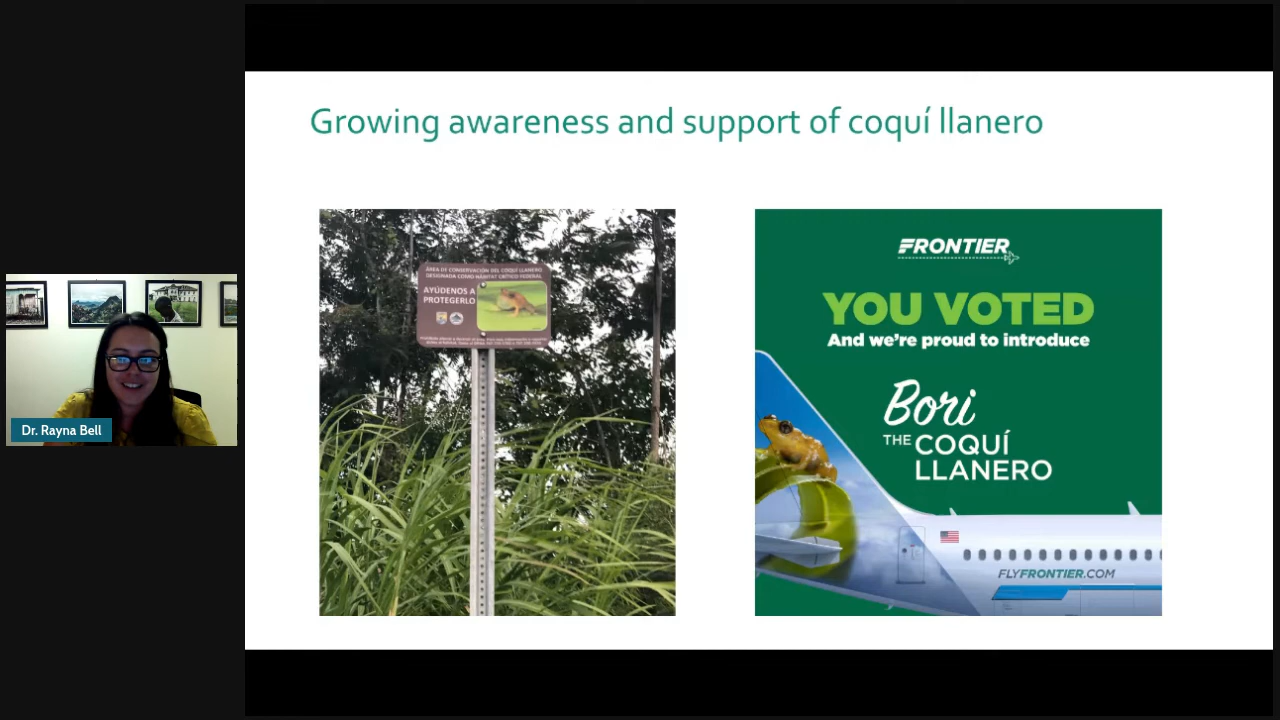 Growing awareness and support of coquí llanero
ÁREA DE CONSERVACIÓN DEL COQUÍ LLANERO
DESIGNADA COMO HÁBITAT CRÍTICO FEDERAL
AYÚDENOS A
PROTEGERLO
FRONTIER
YOU VOTED
And we're proud to introduce
Bori
THE COQUÍ
LLANERO
FLYFRONTIER.COM
Dr. Rayna Bell